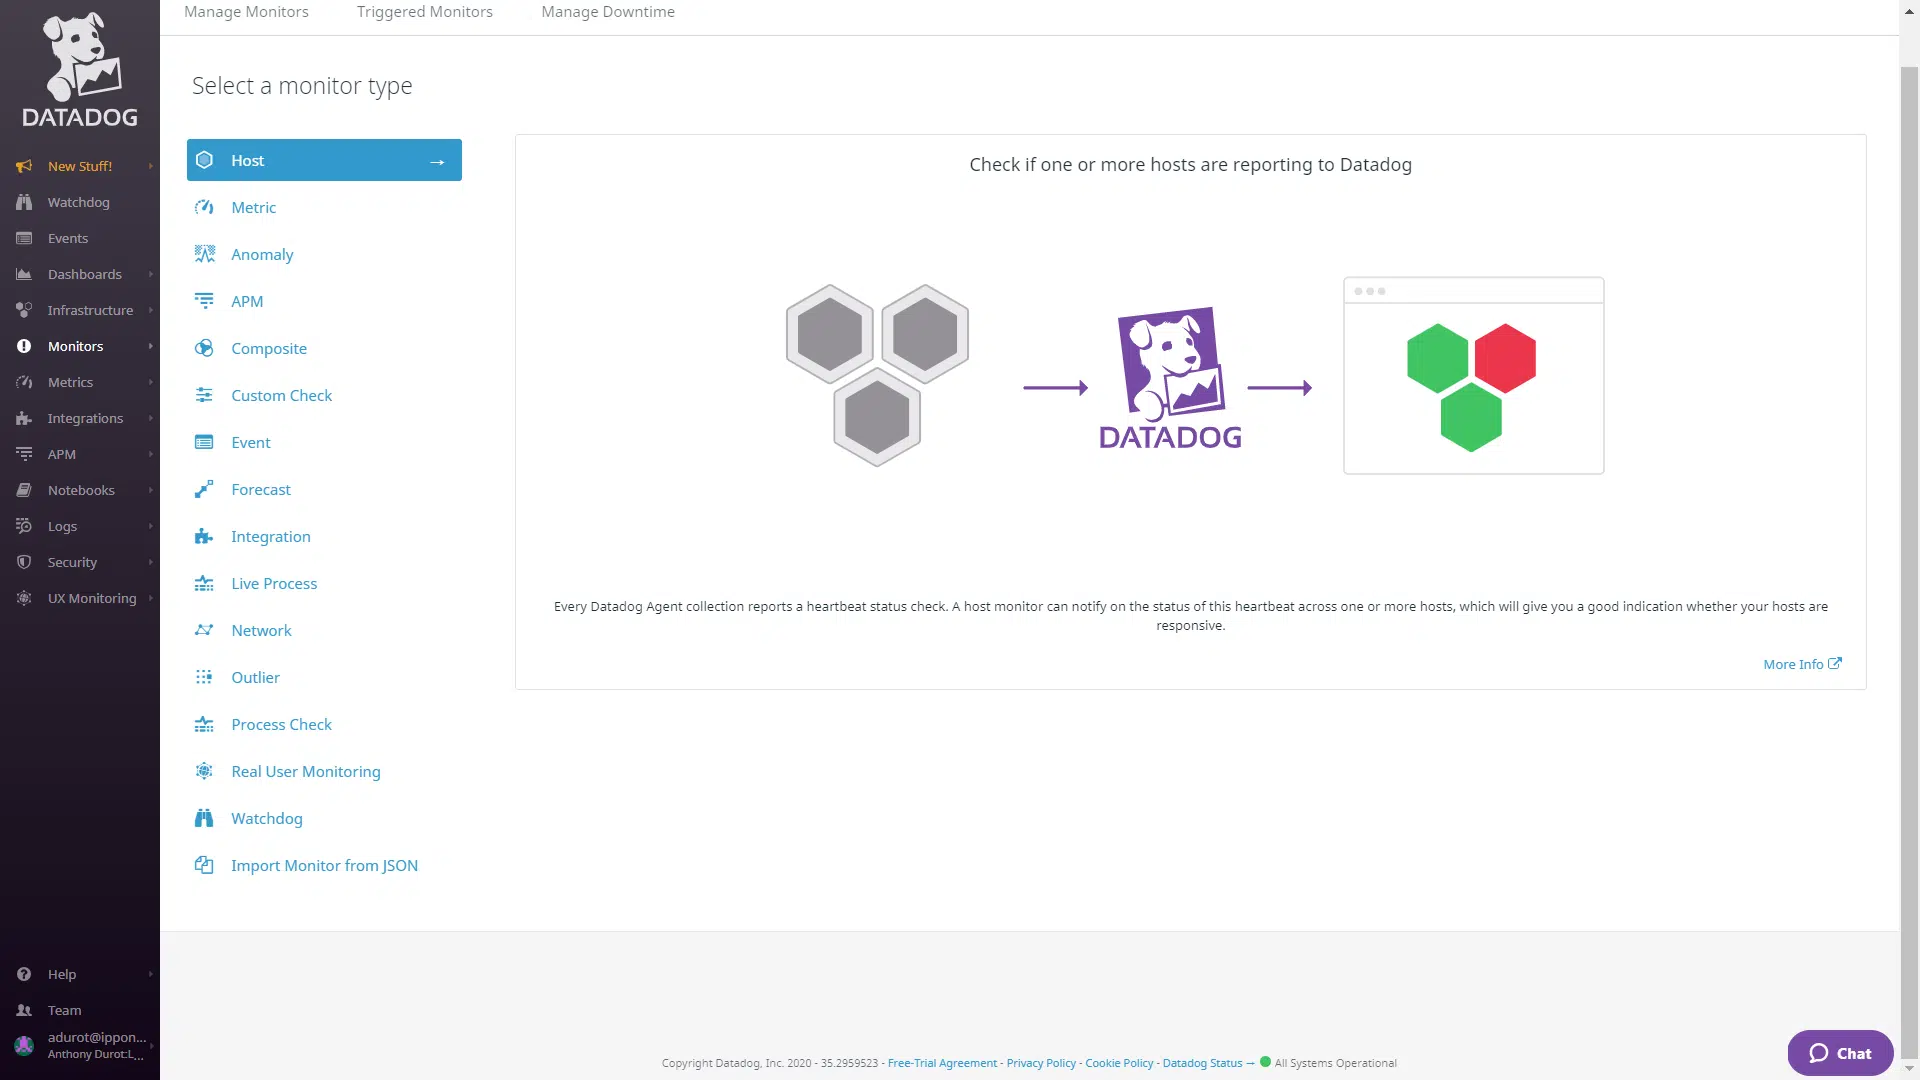 Manage Monitors
Triggered Monitors
Manage Downtime
DATADOG
New Stuff!
Watchdog
Events
Dashboards
Infrastructure
Monitors
Metrics
Integrations
APM
Notebooks
Logs
Security
UX Monitoring
Help
Team
adurot@ippon...
Anthony Durot:L...
Select a monitor type
Host →
Metric
Anomaly
APM
Composite
Custom Check
Event
Forecast
Integration
Live Process
Network
Outlier
Process Check
Real User Monitoring
Watchdog
Import Monitor from JSON
Check if one or more hosts are reporting to Datadog
DATADOG
Every Datadog Agent collection reports a heartbeat status check. A host monitor can notify on the status of this heartbeat across one or more hosts, which will give you a good indication whether your hosts are
responsive.
More Info
Copyright Datadog, Inc. 2020 - 35.2959523 - Free-Trial Agreement - Privacy Policy - Cookie Policy - Datadog Status → All Systems Operational
Chat